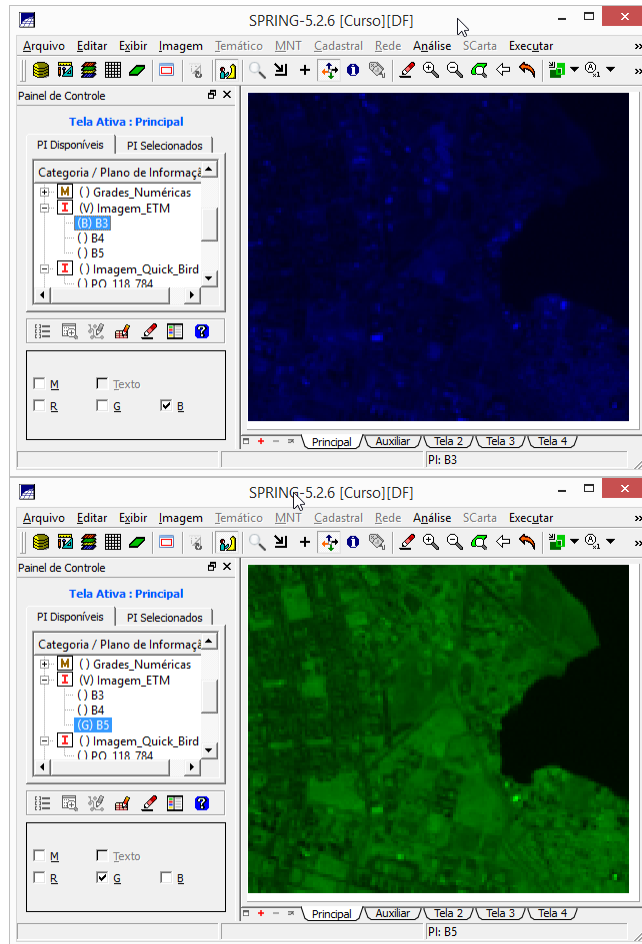 SPRING-5.2.6 [Curso][DF]
Arquivo Editar Exibir Imagem Temático MNT Cadastral Rede Análise SCarta Executar »
Painel de Controle
Tela Ativa : Principal
PI Disponíveis PI Selecionados
Categoria / Plano de Informaçã
M ( ) Grades_Numéricas
I (V) Imagem_ETM
(B) B3
( ) B4
( ) B5
I ( ) Imagem_Quick_Bird
( ) PO_118_784
M Texto
R G B
Principal Auxiliar Tela 2 Tela 3 Tela 4
PI: B3
SPRING-5.2.6 [Curso][DF]
Arquivo Editar Exibir Imagem Temático MNT Cadastral Rede Análise SCarta Executar »
Painel de Controle
Tela Ativa : Principal
PI Disponíveis PI Selecionados
Categoria / Plano de Informaçã
M ( ) Grades_Numéricas
I (V) Imagem_ETM
( ) B3
( ) B4
(G) B5
I ( ) Imagem_Quick_Bird
( ) PO_118_784
M Texto
R G B
Principal Auxiliar Tela 2 Tela 3 Tela 4
PI: B5